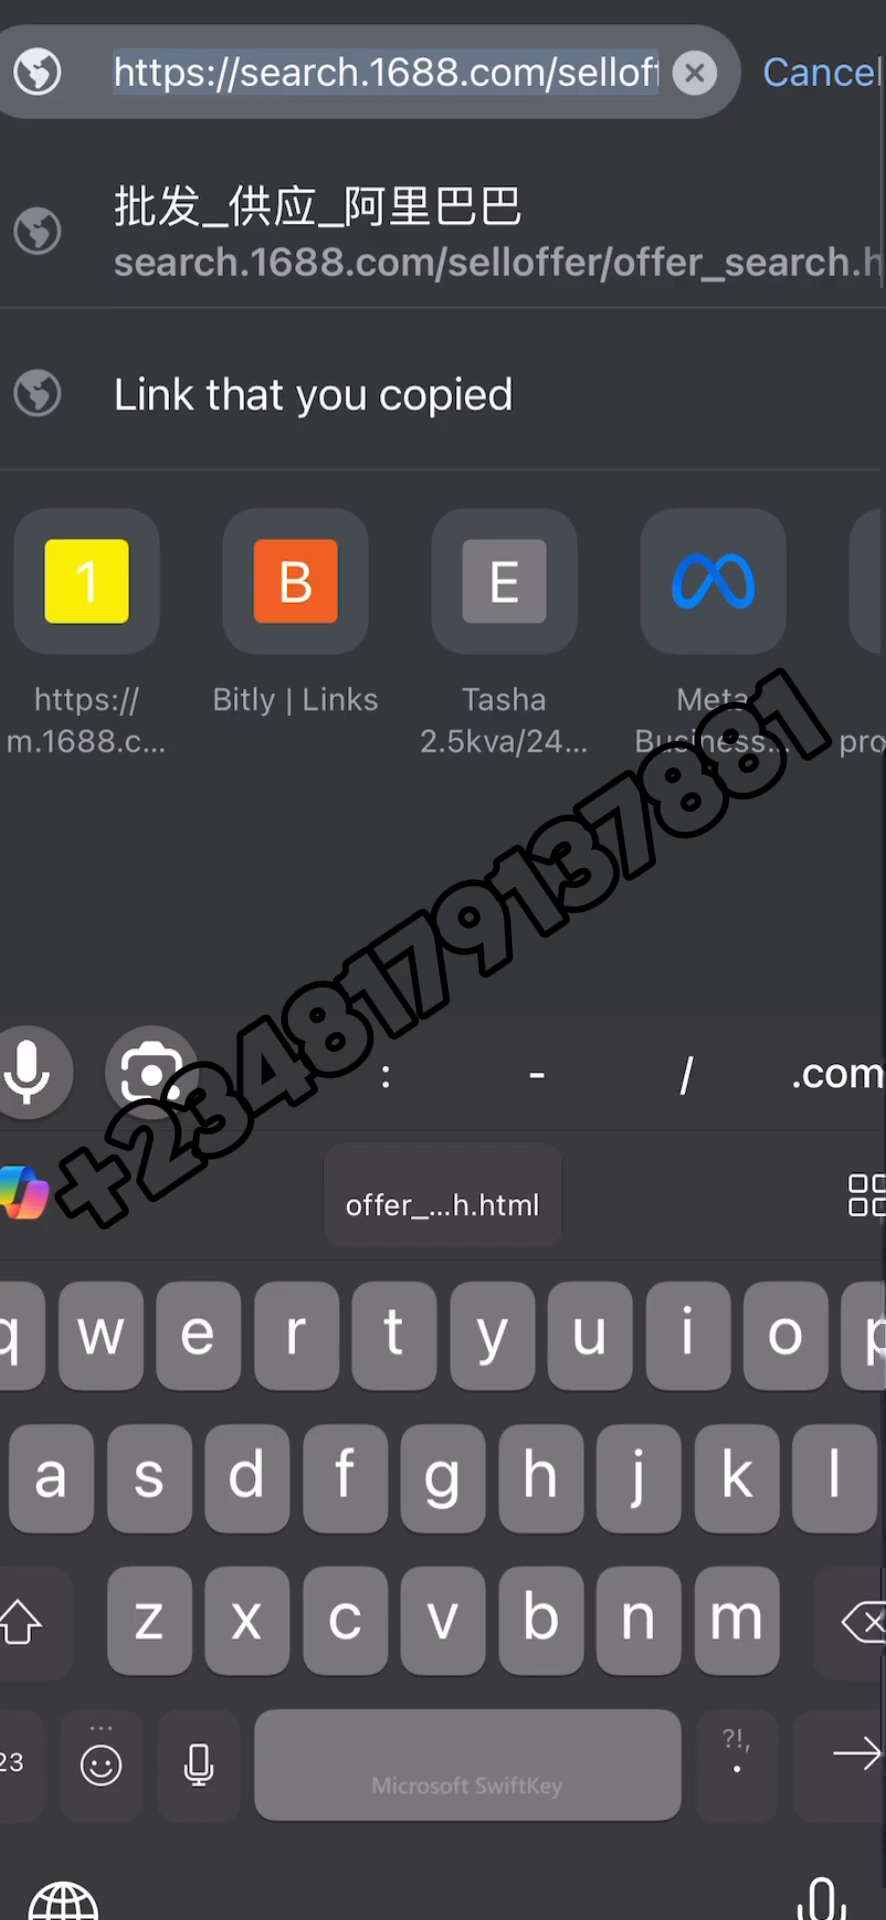 https://search.1688.com/sellof
Cancel
批发_供应_阿里巴巴
search.1688.com/selloffer/offer_search.h
Link that you copied
1
B
E
https://
m.1688.c...
Bitly | Links
Tasha
2.5kva/24...
Meta
Business...
pro
+2348179137881
:
-
/
.com
offer_...h.html
q w e r t y u i o p
a s d f g h j k l
z x c v b n m
23
?!,
.
Microsoft SwiftKey